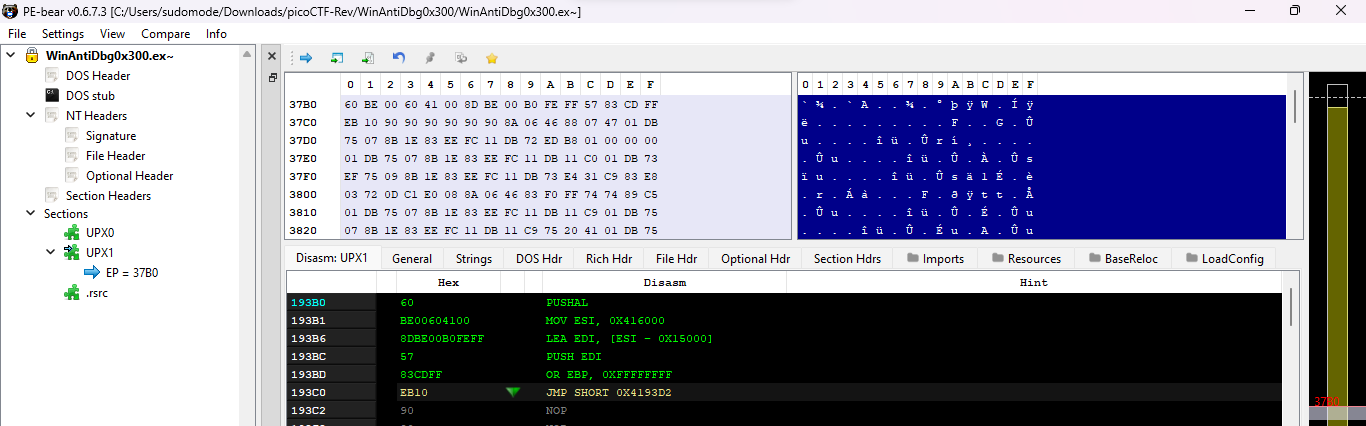 PE-bear v0.6.7.3 [C:/Users/sudomode/Downloads/picoCTF-Rev/WinAntiDbg0x300/WinAntiDbg0x300.ex~]
File Settings View Compare Info
WinAntiDbg0x300.ex~
DOS Header
DOS stub
NT Headers
Signature
File Header
Optional Header
Section Headers
Sections
UPX0
UPX1
EP = 37B0
.rsrc
0 1 2 3 4 5 6 7 8 9 A B C D E F
37B0 60 BE 00 60 41 00 8D BE 00 B0 FE FF 57 83 CD FF
37C0 EB 10 90 90 90 90 90 90 8A 06 46 88 07 47 01 DB
37D0 75 07 8B 1E 83 EE FC 11 DB 72 ED B8 01 00 00 00
37E0 01 DB 75 07 8B 1E 83 EE FC 11 DB 11 C0 01 DB 73
37F0 EF 75 09 8B 1E 83 EE FC 11 DB 73 E4 31 C9 83 E8
3800 03 72 0D C1 E0 08 8A 06 46 83 F0 FF 74 74 89 C5
3810 01 DB 75 07 8B 1E 83 EE FC 11 DB 11 C9 01 DB 75
3820 07 8B 1E 83 EE FC 11 DB 11 C9 75 20 41 01 DB 75
0 1 2 3 4 5 6 7 8 9 A B C D E F
` ¾ . ` A . . ¾ . ° þ ÿ W . Í ÿ
ë . . . . . . . . . F . . G . Û
u . . . . î ü . Û r í ¸ . . . .
. Û u . . . . î ü . Û . À . Û s
ï u . . . . î ü . Û s ä 1 É . è
. r . Á à . . . F . ð ÿ t t . Å
. Û u . . . . î ü . Û . É . Û u
. . . . î ü . Û . É u . A . Û u
Disasm: UPX1 General Strings DOS Hdr Rich Hdr File Hdr Optional Hdr Section Hdrs Imports Resources BaseReloc LoadConfig
Hex Disasm Hint
193B0 60 PUSHAL
193B1 BE00604100 MOV ESI, 0X416000
193B6 8DBE00B0FEFF LEA EDI, [ESI - 0X15000]
193BC 57 PUSH EDI
193BD 83CDFF OR EBP, 0XFFFFFFFF
193C0 EB10 JMP SHORT 0X4193D2
193C2 90 NOP